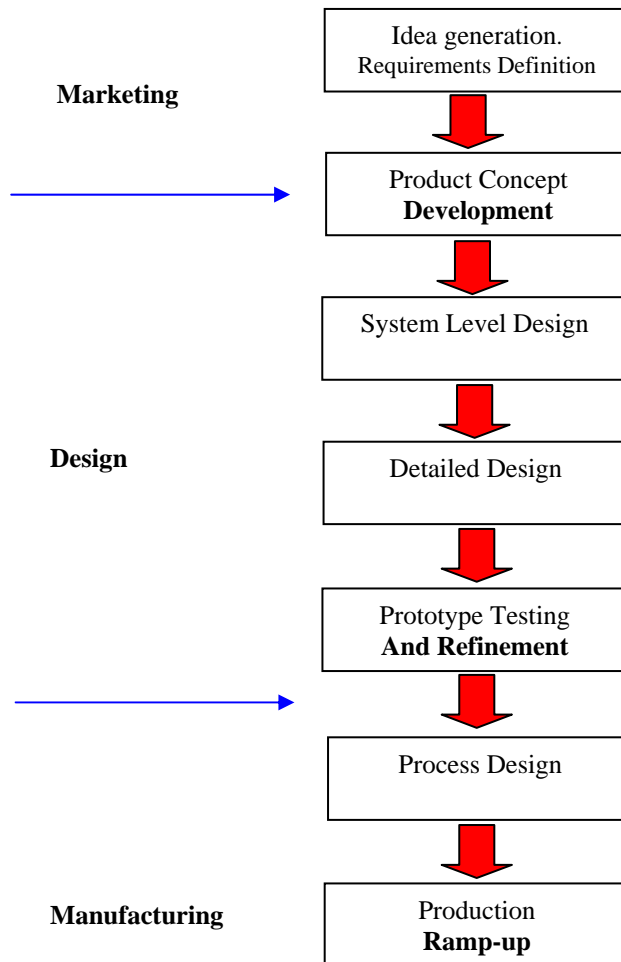 Idea generation.
Requirements Definition
Marketing
Product Concept
Development
System Level Design
Design
Detailed Design
Prototype Testing
And Refinement
Process Design
Manufacturing
Production
Ramp-up